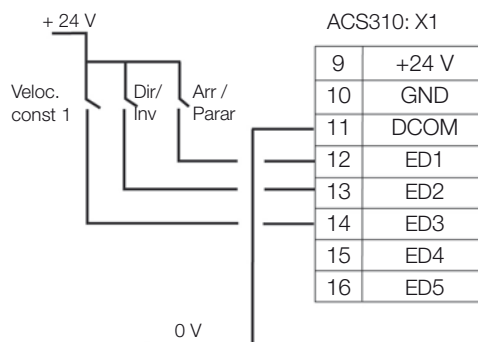 + 24 V
ACS310: X1
9 +24 V
10 GND
11 DCOM
12 ED1
13 ED2
14 ED3
15 ED4
16 ED5
Veloc.
const 1
Dir/
Inv
Arr /
Parar
0 V